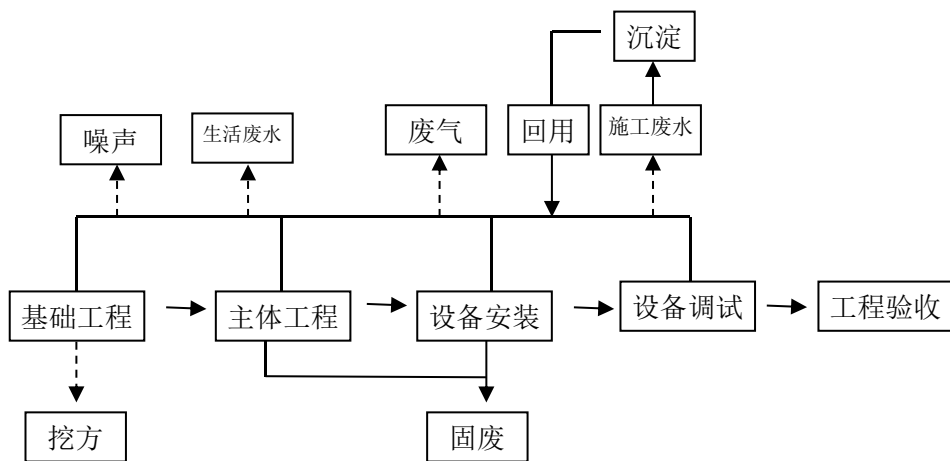 沉淀
噪声
生活废水
废气
回用
施工废水
基础工程
主体工程
设备安装
设备调试
工程验收
挖方
固废